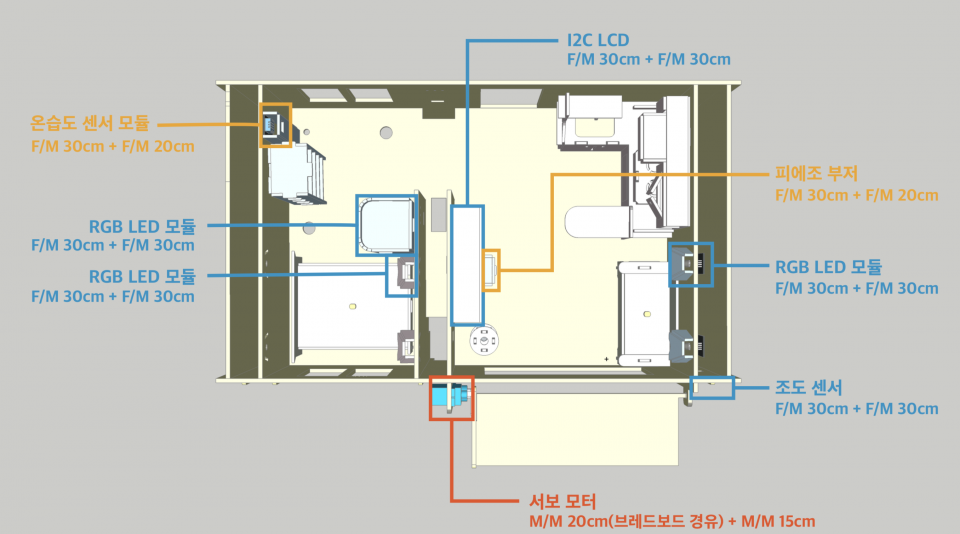 I2C LCD
F/M 30cm + F/M 30cm
온습도 센서 모듈
F/M 30cm + F/M 20cm
피에조 부저
F/M 30cm + F/M 20cm
RGB LED 모듈
F/M 30cm + F/M 30cm
RGB LED 모듈
F/M 30cm + F/M 30cm
RGB LED 모듈
F/M 30cm + F/M 30cm
조도 센서
F/M 30cm + F/M 30cm
서보 모터
M/M 20cm(브레드보드 경유) + M/M 15cm